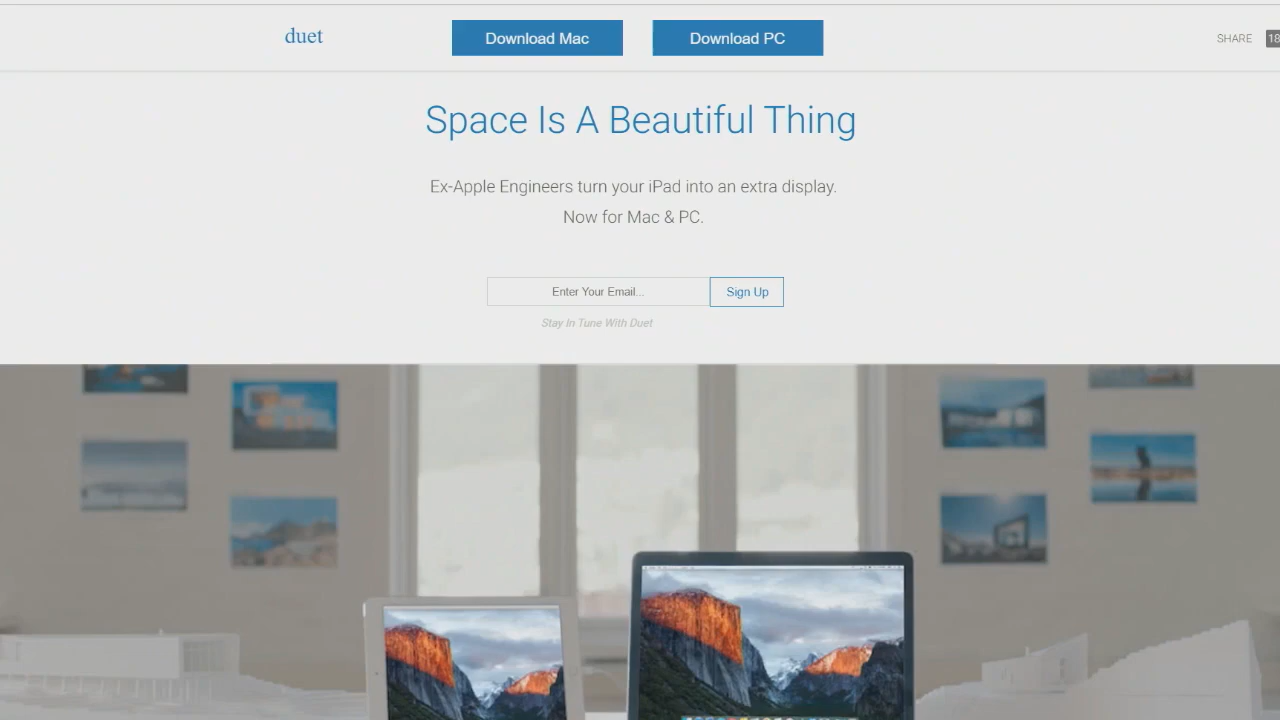 duet
Download Mac
Download PC
SHARE
18
Space Is A Beautiful Thing
Ex-Apple Engineers turn your iPad into an extra display.
Now for Mac & PC.
Enter Your Email...
Sign Up
Stay In Tune With Duet